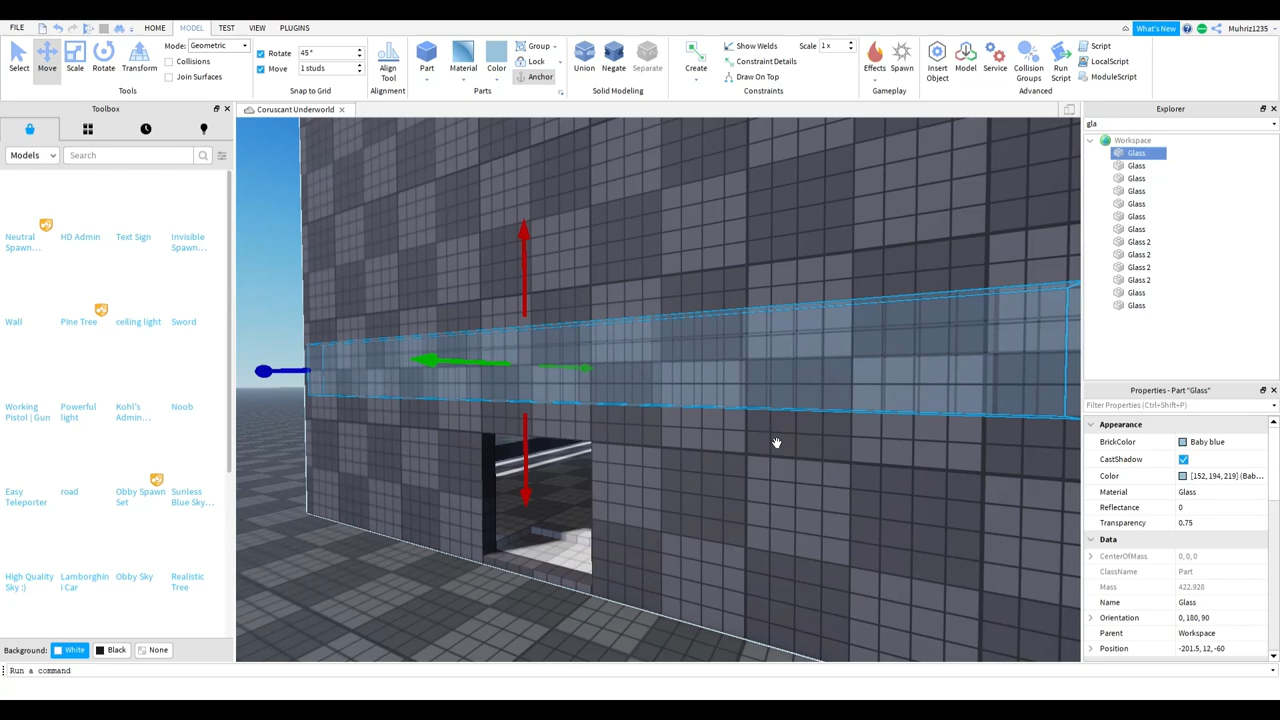 FILE HOME MODEL TEST VIEW PLUGINS What's New Muhriz1235
Select Move Scale Rotate Transform
Mode: Geometric
Collisions
Join Surfaces
Tools
Rotate 45°
Move 1 studs
Snap to Grid
Align Tool
Alignment
Part Material Color
Group
Lock
Anchor
Parts
Union Negate Separate
Solid Modeling
Create
Show Welds Scale 1 x
Constraint Details
Draw On Top
Constraints
Effects Spawn
Gameplay
Insert Object Model Service Collision Groups Run Script
Script
LocalScript
ModuleScript
Advanced
Toolbox
Models Search
Neutral Spawn... HD Admin Text Sign Invisible Spawn...
Wall Pine Tree ceiling light Sword
Working Pistol | Gun Powerful light Kohl's Admin... Noob
Easy Teleporter road Obby Spawn Set Sunless Blue Sky...
High Quality Sky :) Lamborghini Car Obby Sky Realistic Tree
Background: White Black None
Run a command
Coruscant Underworld
Explorer
gla
Workspace
Glass
Glass
Glass
Glass
Glass
Glass
Glass
Glass 2
Glass 2
Glass 2
Glass 2
Glass
Glass
Properties - Part "Glass"
Filter Properties (Ctrl+Shift+P)
Appearance
BrickColor Baby blue
CastShadow
Color [152, 194, 219] (Bab...
Material Glass
Reflectance 0
Transparency 0.75
Data
CenterOfMass 0, 0, 0
ClassName Part
Mass 422.928
Name Glass
Orientation 0, 180, 90
Parent Workspace
Position -201.5, 12, -60